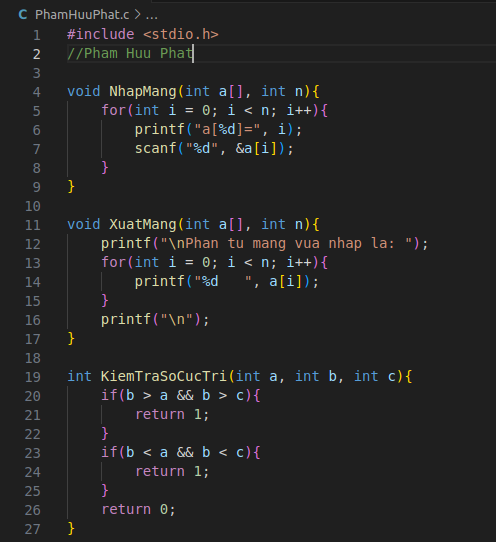 C PhamHuuPhat.c > ...
1 #include <stdio.h>
2 //Pham Huu Phat
3
4 void NhapMang(int a[], int n){
5     for(int i = 0; i < n; i++){
6         printf("a[%d]=", i);
7         scanf("%d", &a[i]);
8     }
9 }
10
11 void XuatMang(int a[], int n){
12     printf("\nPhan tu mang vua nhap la: ");
13     for(int i = 0; i < n; i++){
14         printf("%d   ", a[i]);
15     }
16     printf("\n");
17 }
18
19 int KiemTraSoCucTri(int a, int b, int c){
20     if(b > a && b > c){
21         return 1;
22     }
23     if(b < a && b < c){
24         return 1;
25     }
26     return 0;
27 }